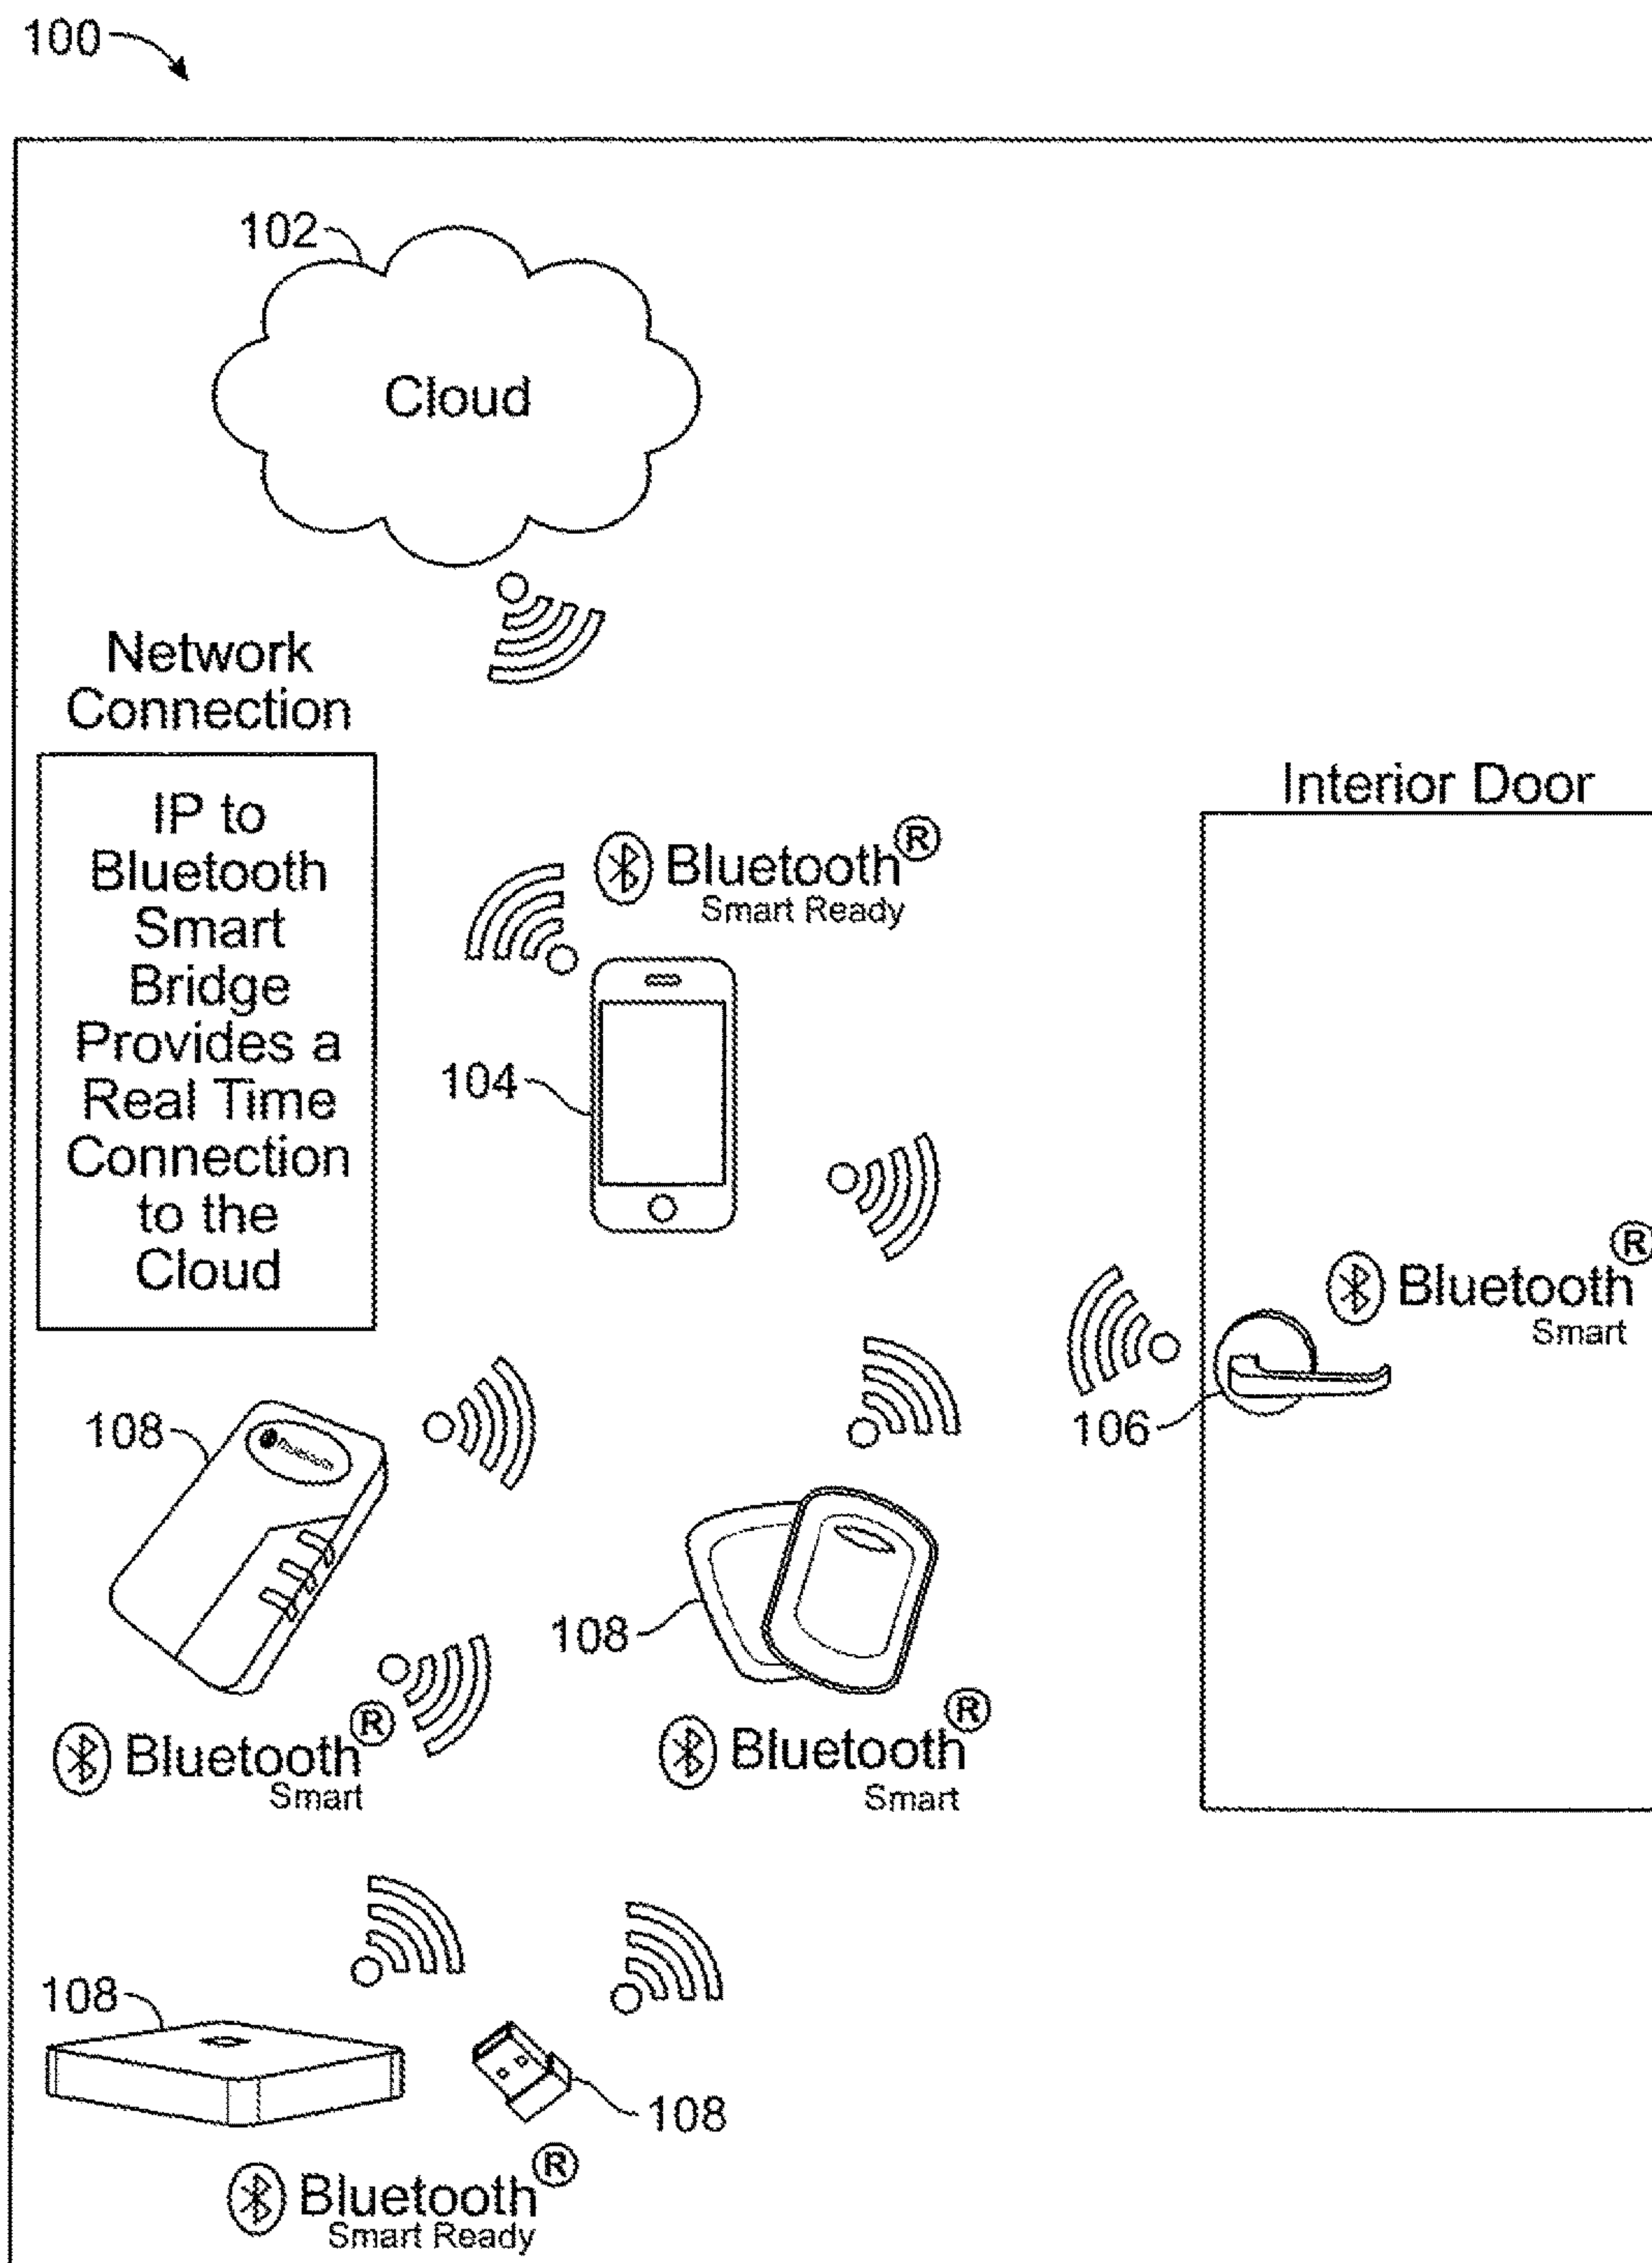 100
102
Cloud
Network
Connection
IP to
Bluetooth
Smart
Bridge
Provides a
Real Time
Connection
to the
Cloud
Bluetooth®
Smart Ready
104
Interior Door
Bluetooth®
Smart
106
108
Bluetooth
108
Bluetooth®
Smart
Bluetooth®
Smart
108
108
Bluetooth®
Smart Ready